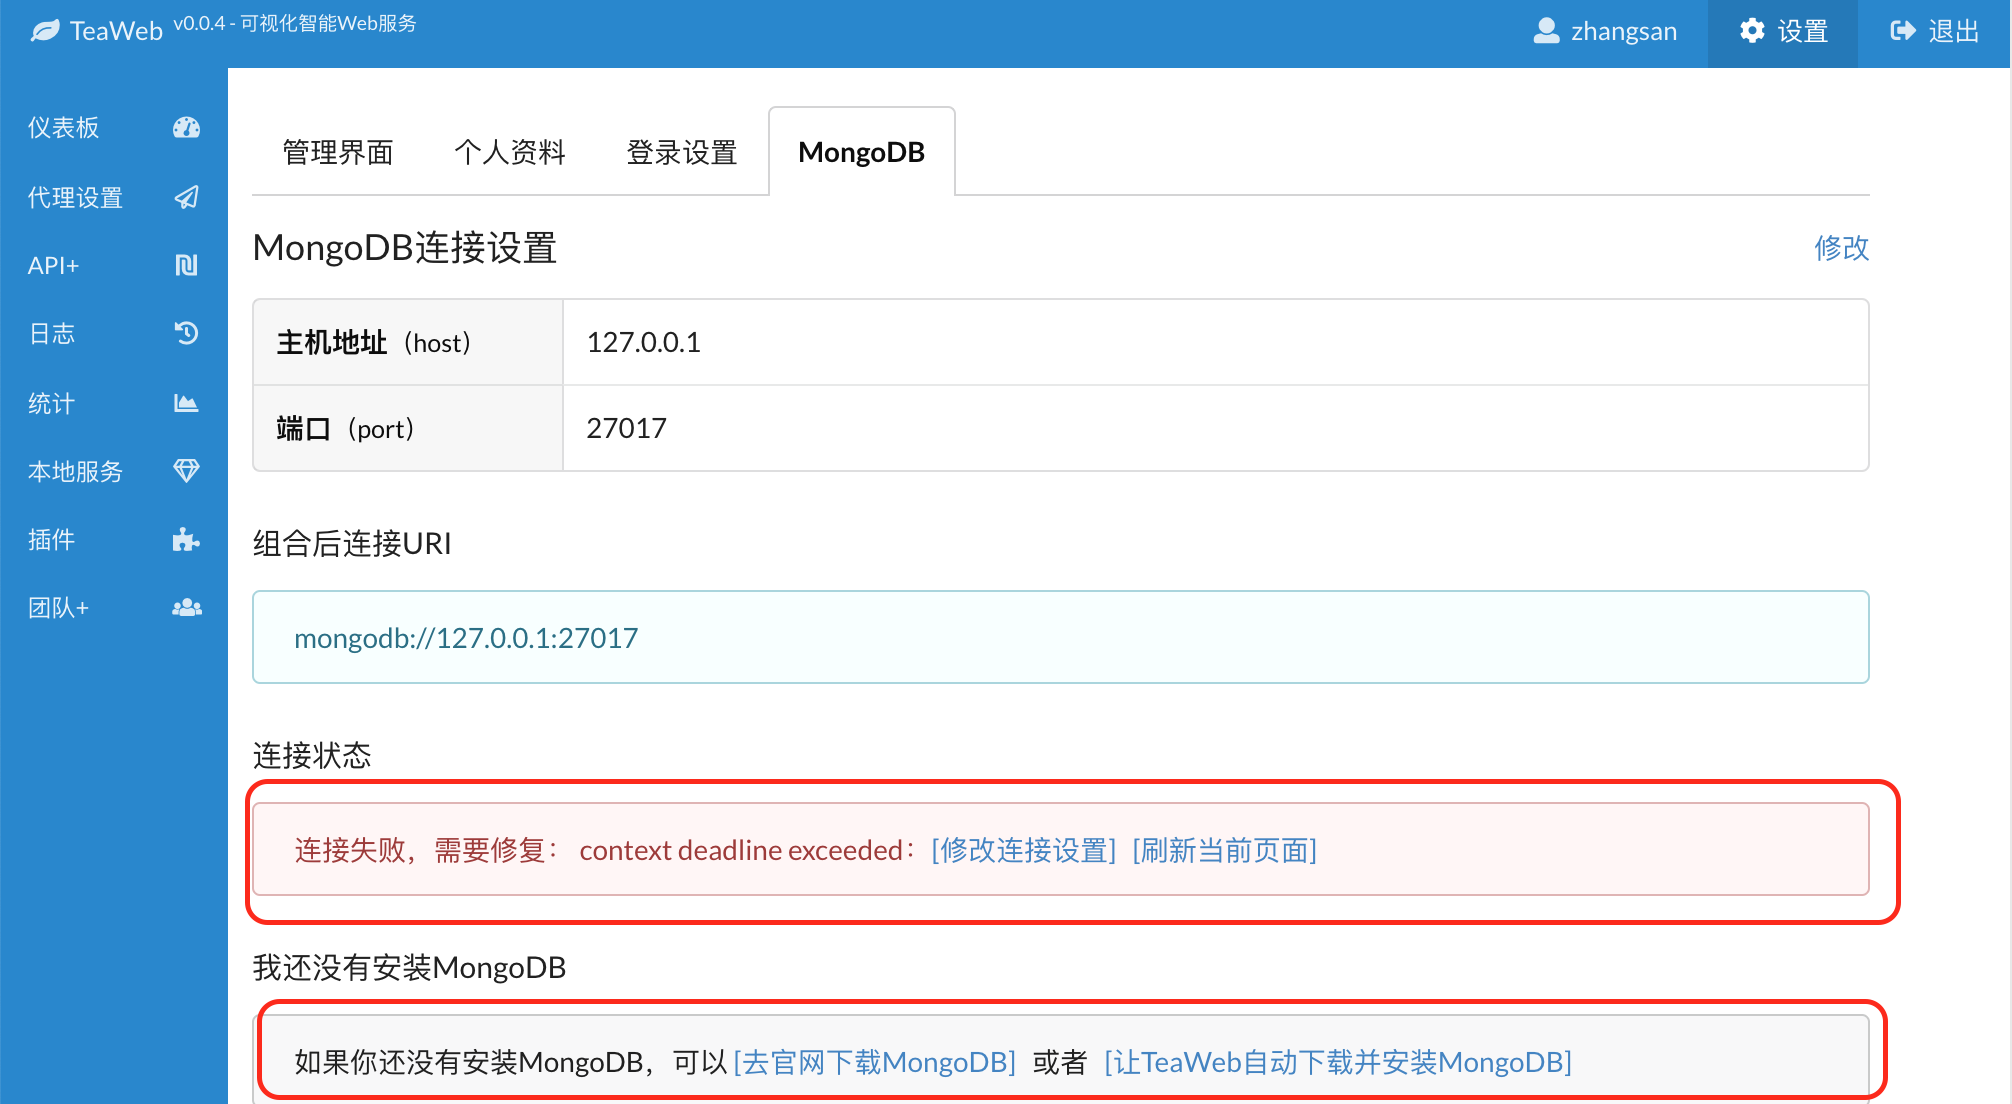 TeaWeb v0.0.4 - 可视化智能Web服务
zhangsan
设置
退出
仪表板
代理设置
API+
日志
统计
本地服务
插件
团队+
管理界面
个人资料
登录设置
MongoDB
MongoDB连接设置
修改
主机地址（host） 127.0.0.1
端口（port） 27017
组合后连接URI
mongodb://127.0.0.1:27017
连接状态
连接失败，需要修复： context deadline exceeded：[修改连接设置] [刷新当前页面]
我还没有安装MongoDB
如果你还没有安装MongoDB，可以[去官网下载MongoDB] 或者 [让TeaWeb自动下载并安装MongoDB]